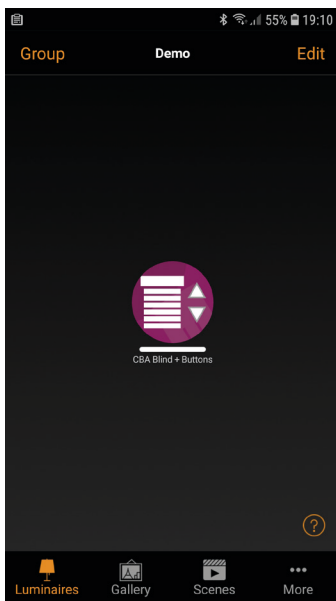 55% 19:10
Group Demo Edit
CBA Blind + Buttons
?
Luminaires Gallery Scenes More